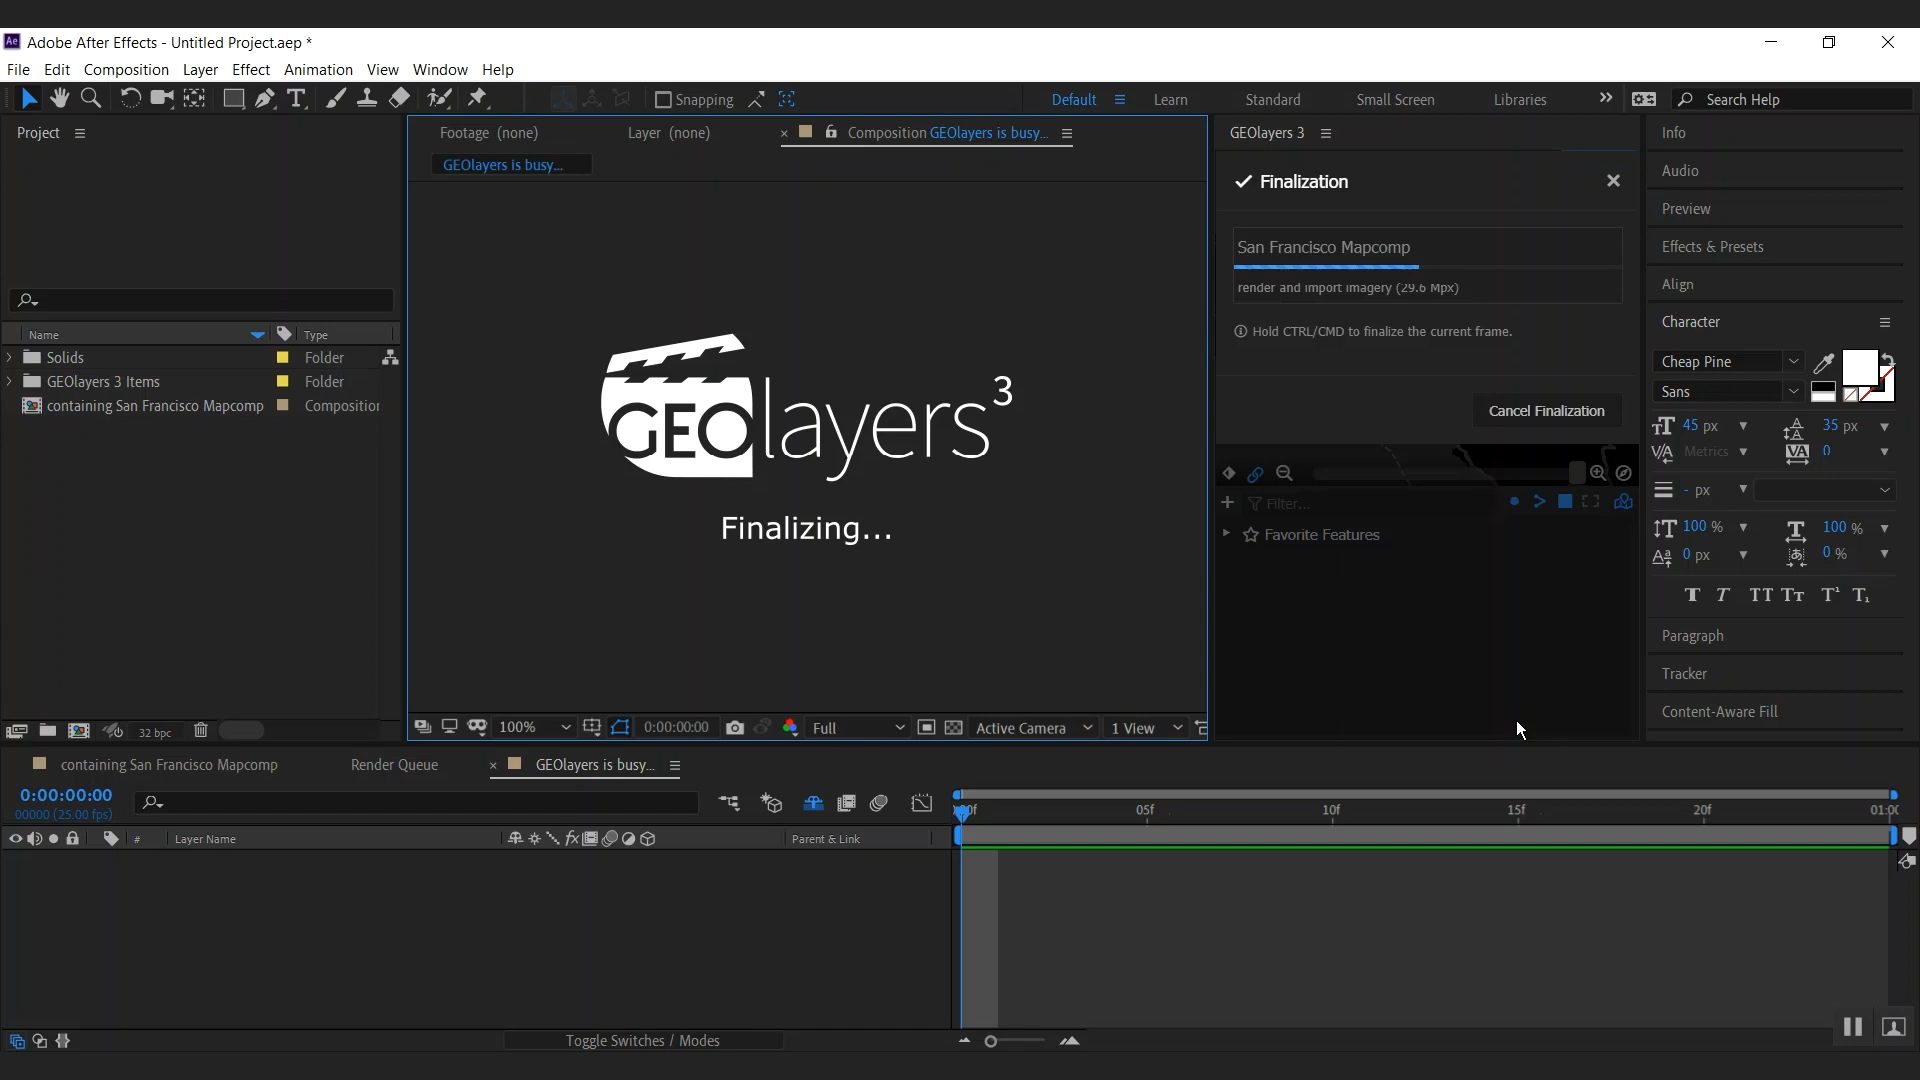 Ae Adobe After Effects - Untitled Project.aep *
File Edit Composition Layer Effect Animation View Window Help
Snapping
Default Learn Standard Small Screen Libraries Search Help
Project
Footage (none) Layer (none) × Composition GEOlayers is busy...
GEOlayers is busy...
GEOlayers 3
Finalization
San Francisco Mapcomp
render and import imagery (29.6 Mpx)
Hold CTRL/CMD to finalize the current frame.
Cancel Finalization
Filter...
Favorite Features
Name Type
Solids Folder
GEOlayers 3 Items Folder
containing San Francisco Mapcomp Compositior
32 bpc
GEOlayers3
Finalizing...
100% 0:00:00:00 Full Active Camera 1 View
Info
Audio
Preview
Effects & Presets
Align
Character
Cheap Pine
Sans
45 px 35 px
Metrics 0
- px
100 % 100 %
0 px 0 %
T T TT Tt T¹ T₁
Paragraph
Tracker
Content-Aware Fill
containing San Francisco Mapcomp Render Queue × GEOlayers is busy...
0:00:00:00
00000 (25.00 fps)
05f 10f 15f 20f
# Layer Name fx Parent & Link
Toggle Switches / Modes